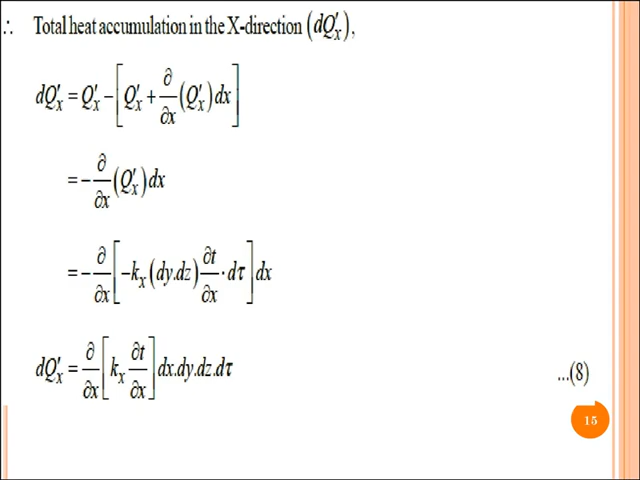 ∴ Total heat accumulation in the X-direction (dQ′ₓ),
dQ′ₓ = Q′ₓ − [Q′ₓ + ∂/∂x (Q′ₓ) dx]
= − ∂/∂x (Q′ₓ) dx
= − ∂/∂x [−kₓ (dy.dz) ∂t/∂x · dτ] dx
dQ′ₓ = ∂/∂x [kₓ ∂t/∂x] dx.dy.dz.dτ ...(8)
15